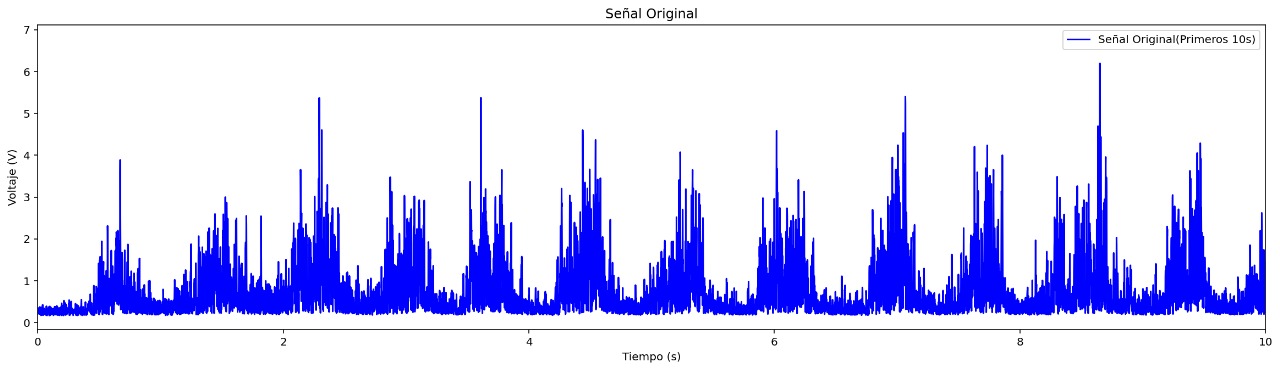 Señal Original
Señal Original(Primeros 10s)
Voltaje (V)
7
6
5
4
3
2
1
0
0 2 4 6 8 10
Tiempo (s)